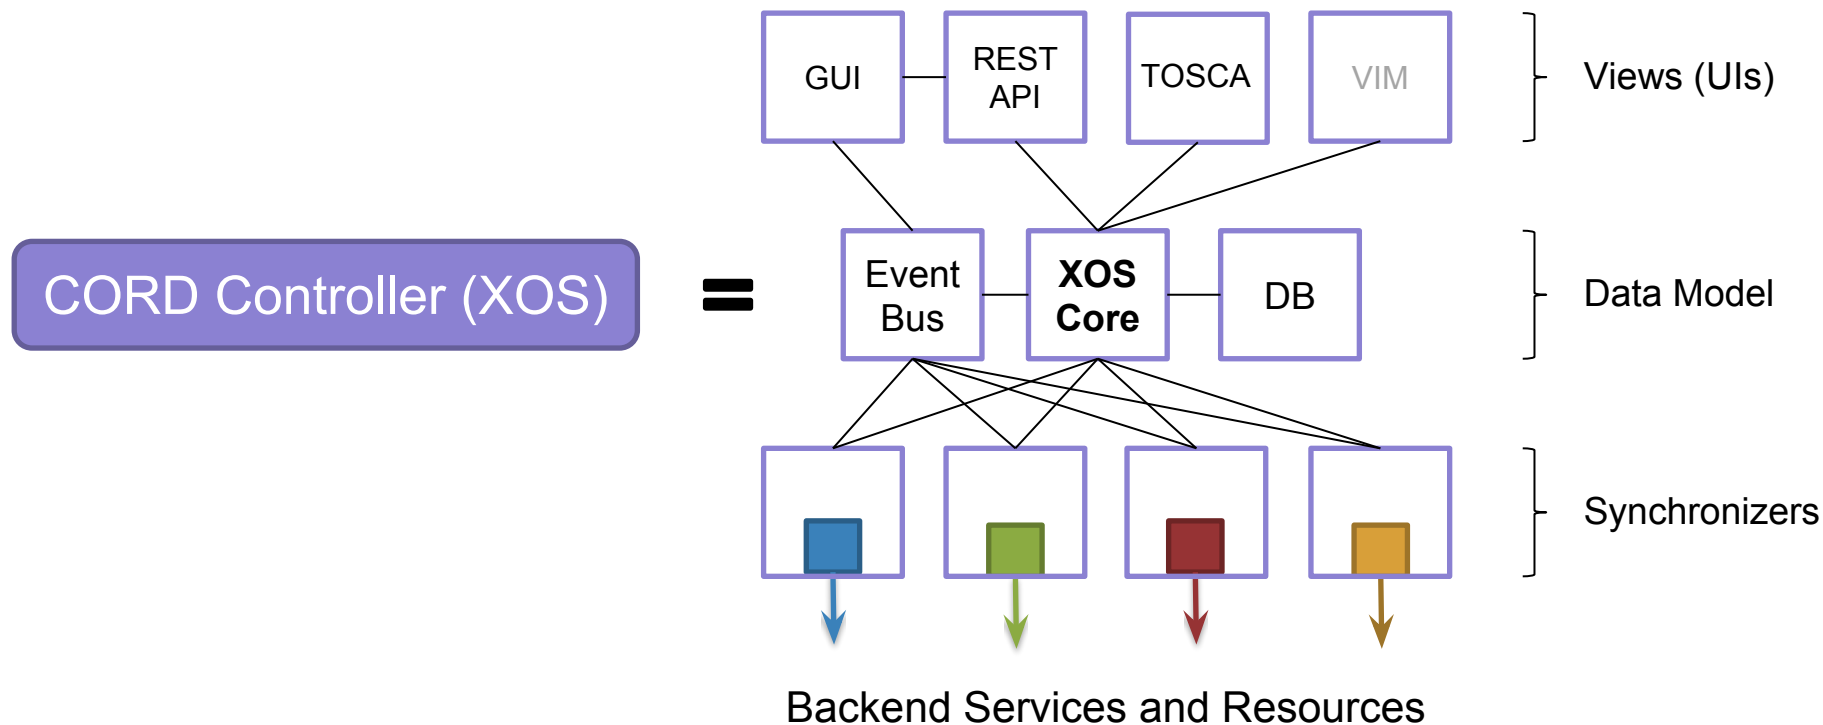 GUI
REST
API
TOSCA
VIM
Views (UIs)
CORD Controller (XOS)
=
Event
Bus
XOS
Core
DB
Data Model
Synchronizers
Backend Services and Resources